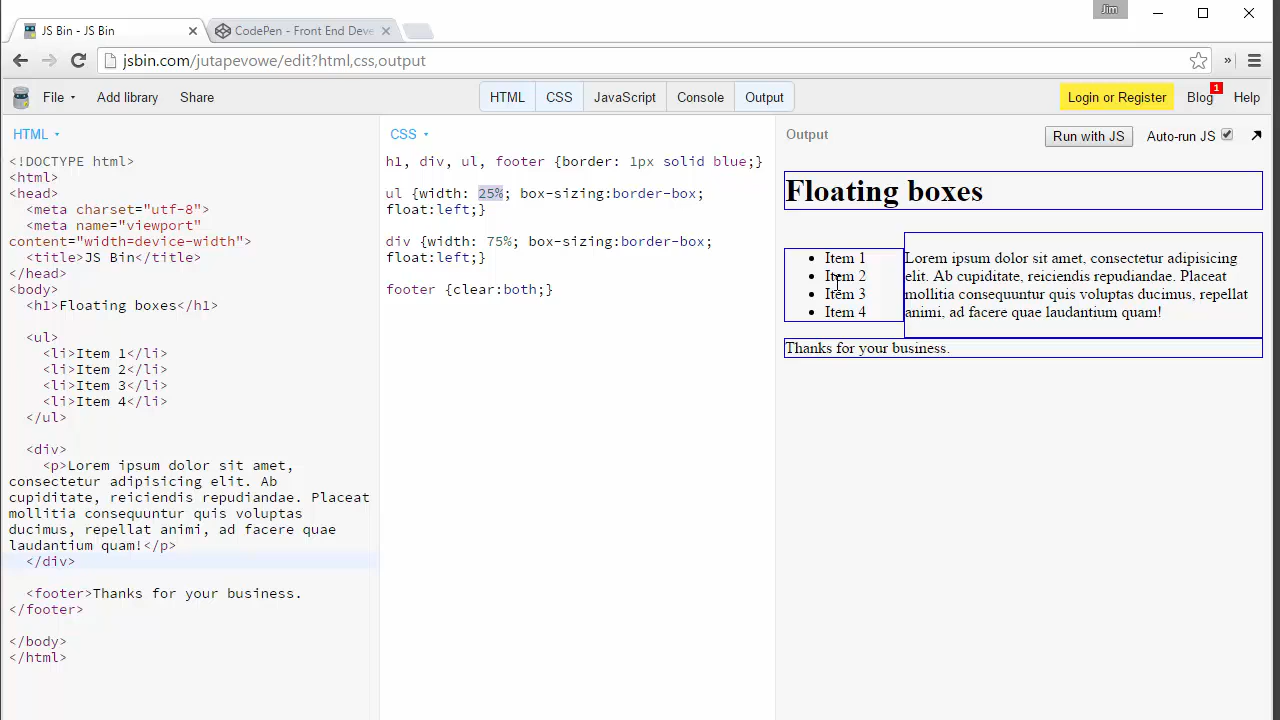 Jim
JS Bin - JS Bin
CodePen - Front End Deve
jsbin.com/jutapevowe/edit?html,css,output
File
Add library
Share
HTML
CSS
JavaScript
Console
Output
Login or Register
Blog
1
Help
HTML
<!DOCTYPE html>
<html>
<head>
<meta charset="utf-8">
<meta name="viewport"
content="width=device-width">
<title>JS Bin</title>
</head>
<body>
<h1>Floating boxes</h1>
<ul>
<li>Item 1</li>
<li>Item 2</li>
<li>Item 3</li>
<li>Item 4</li>
</ul>
<div>
<p>Lorem ipsum dolor sit amet,
consectetur adipisicing elit. Ab
cupiditate, reiciendis repudiandae. Placeat
mollitia consequuntur quis voluptas
ducimus, repellat animi, ad facere quae
laudantium quam!</p>
</div>
<footer>Thanks for your business.
</footer>
</body>
</html>
CSS
h1, div, ul, footer {border: 1px solid blue;}
ul {width: 25%; box-sizing:border-box;
float:left;}
div {width: 75%; box-sizing:border-box;
float:left;}
footer {clear:both;}
Output
Run with JS
Auto-run JS
Floating boxes
Item 1
Item 2
Item 3
Item 4
Lorem ipsum dolor sit amet, consectetur adipisicing
elit. Ab cupiditate, reiciendis repudiandae. Placeat
mollitia consequuntur quis voluptas ducimus, repellat
animi, ad facere quae laudantium quam!
Thanks for your business.